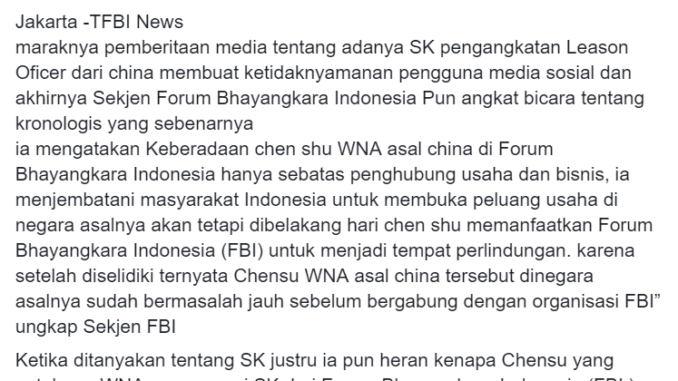 Jakarta -TFBI News
maraknya pemberitaan media tentang adanya SK pengangkatan Leason
Oficer dari china membuat ketidaknyamanan pengguna media sosial dan
akhirnya Sekjen Forum Bhayangkara Indonesia Pun angkat bicara tentang
kronologis yang sebenarnya
ia mengatakan Keberadaan chen shu WNA asal china di Forum
Bhayangkara Indonesia hanya sebatas penghubung usaha dan bisnis, ia
menjembatani masyarakat Indonesia untuk membuka peluang usaha di
negara asalnya akan tetapi dibelakang hari chen shu memanfaatkan Forum
Bhayangkara Indonesia (FBI) untuk menjadi tempat perlindungan. karena
setelah diselidiki ternyata Chensu WNA asal china tersebut dinegara
asalnya sudah bermasalah jauh sebelum bergabung dengan organisasi FBI”
ungkap Sekjen FBI
Ketika ditanyakan tentang SK justru ia pun heran kenapa Chensu yang